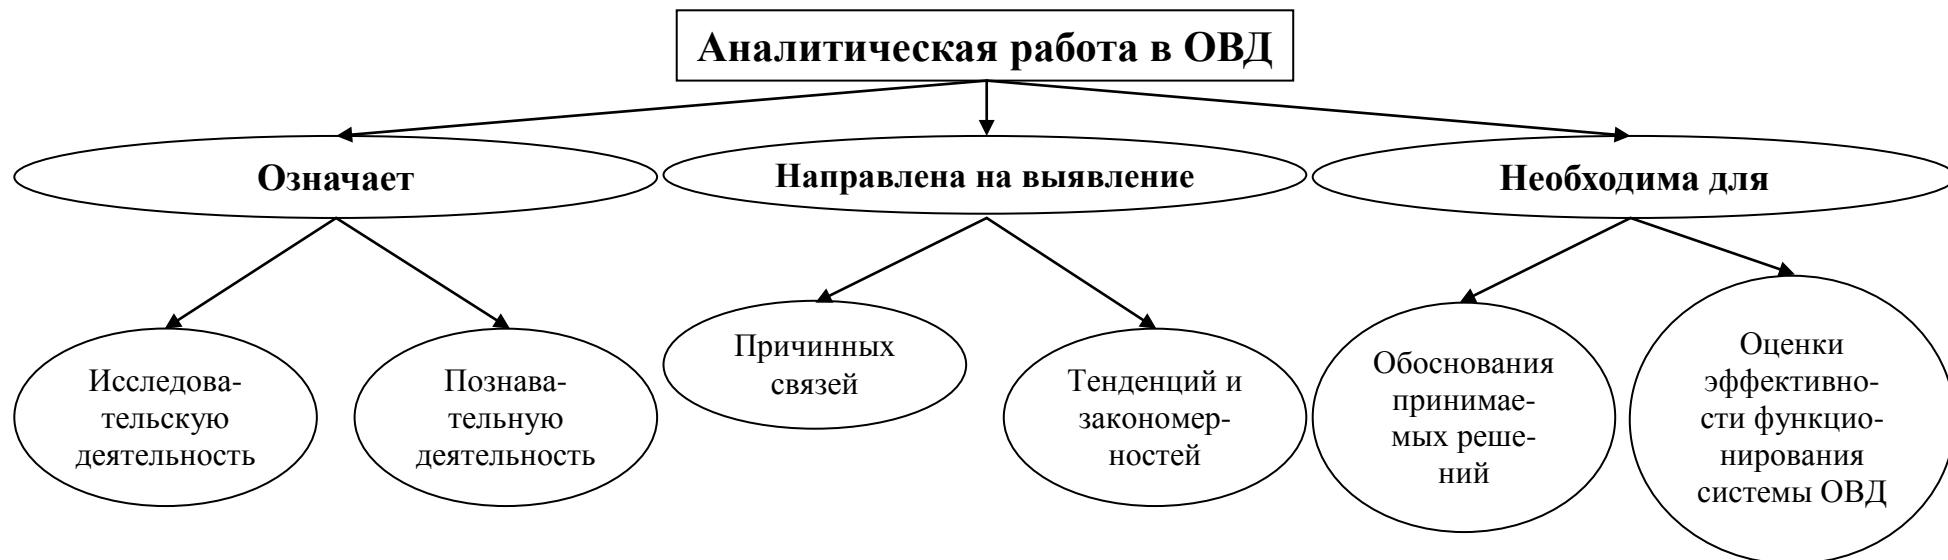 Аналитическая работа в ОВД
Означает
Направлена на выявление
Необходима для
Исследова-
тельскую
деятельность
Познава-
тельную
деятельность
Причинных
связей
Тенденций и
закономер-
ностей
Обоснования
принимае-
мых реше-
ний
Оценки
эффективно-
сти функцио-
нирования
системы ОВД